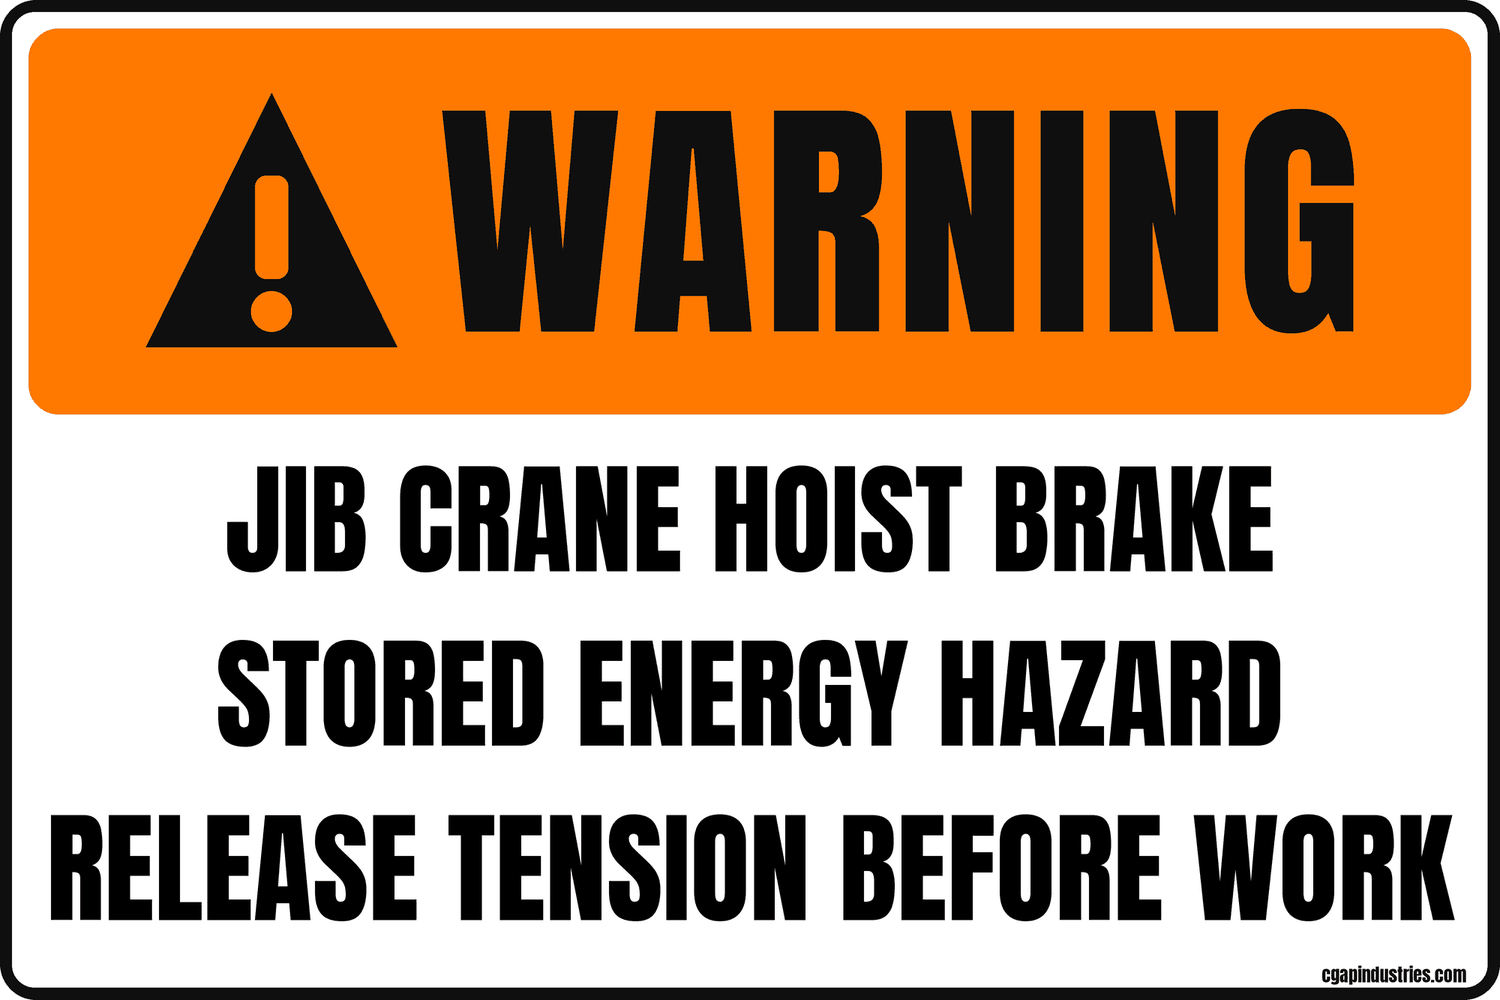 WARNING
JIB CRANE HOIST BRAKE
STORED ENERGY HAZARD
RELEASE TENSION BEFORE WORK
cgapindustries.com